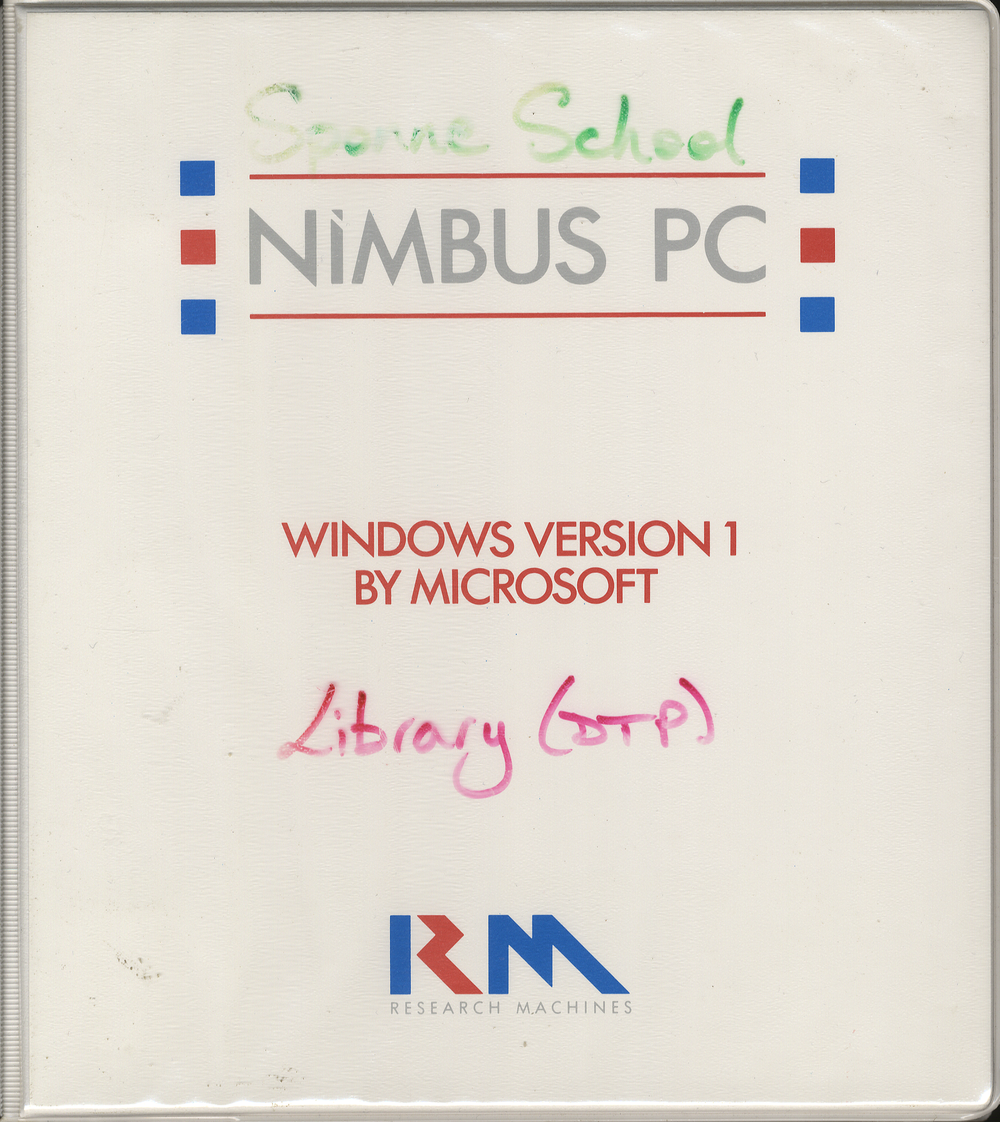 Sponne School
NiMBUS PC
WINDOWS VERSION 1
BY MICROSOFT
Library (DTP)
RM
RESEARCH MACHINES